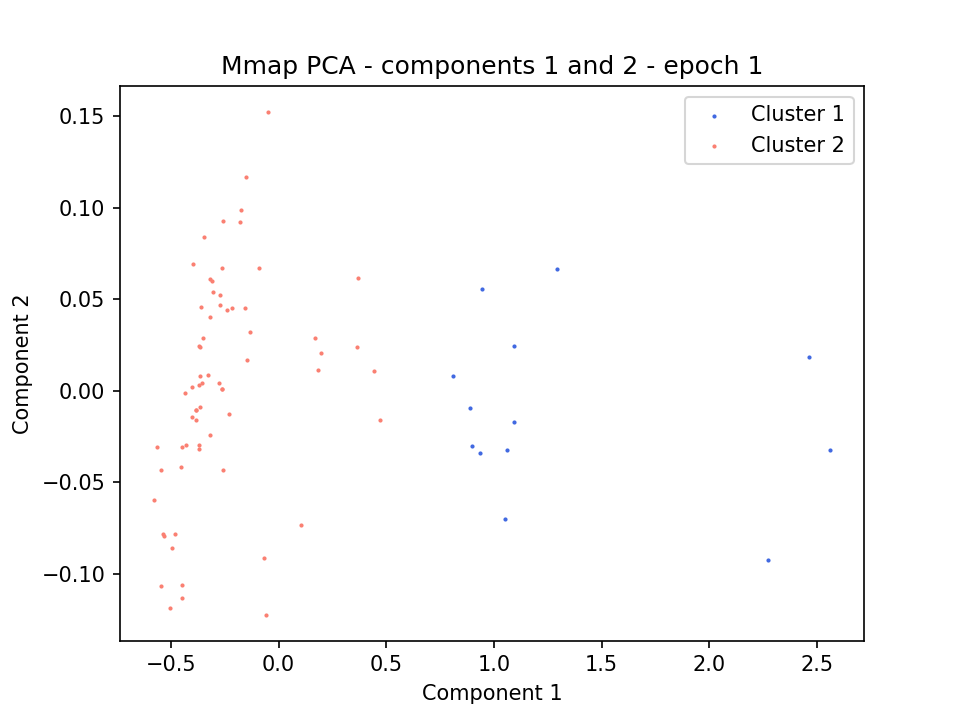 Mmap PCA - components 1 and 2 - epoch 1
Cluster 1
Cluster 2
0.15
0.10
0.05
0.00
−0.05
−0.10
Component 2
−0.5
0.0
0.5
1.0
1.5
2.0
2.5
Component 1